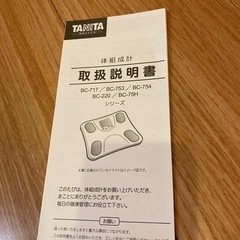 TANITA
体組成計
取扱説明書
BC-717／BC-753／BC-754
BC-220／BC-75H
シリーズ
このたびは、体組成計をお買い上げいただき、
まことにありがとうございます。
毎日の健康管理にお役立て下さい。
お願い